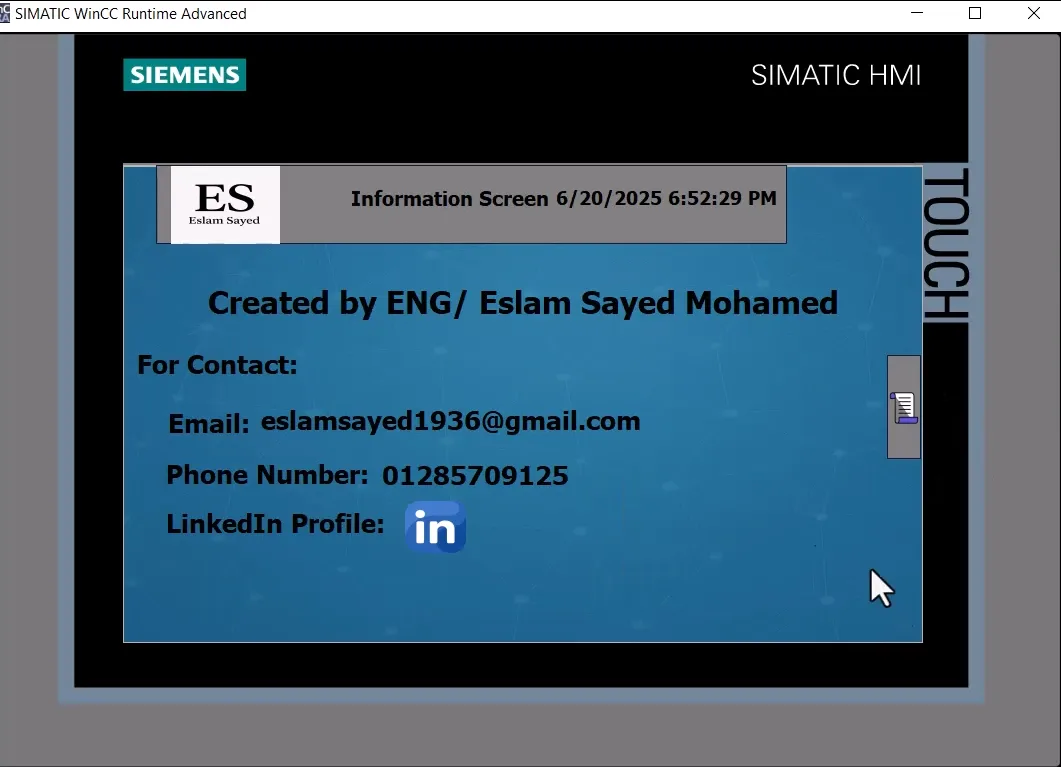 SIMATIC WinCC Runtime Advanced
SIEMENS
SIMATIC HMI
TOUCH
ES
Eslam Sayed
Information Screen 6/20/2025 6:52:29 PM
Created by ENG/ Eslam Sayed Mohamed
For Contact:
Email: eslamsayed1936@gmail.com
Phone Number: 01285709125
LinkedIn Profile: in